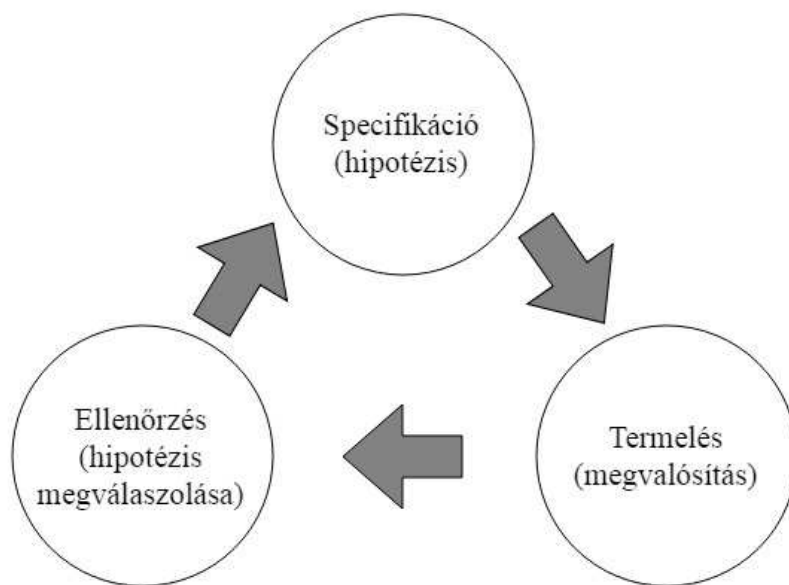 Specifikáció
(hipotézis)
Ellenőrzés
(hipotézis
megválaszolása)
Termelés
(megvalósítás)